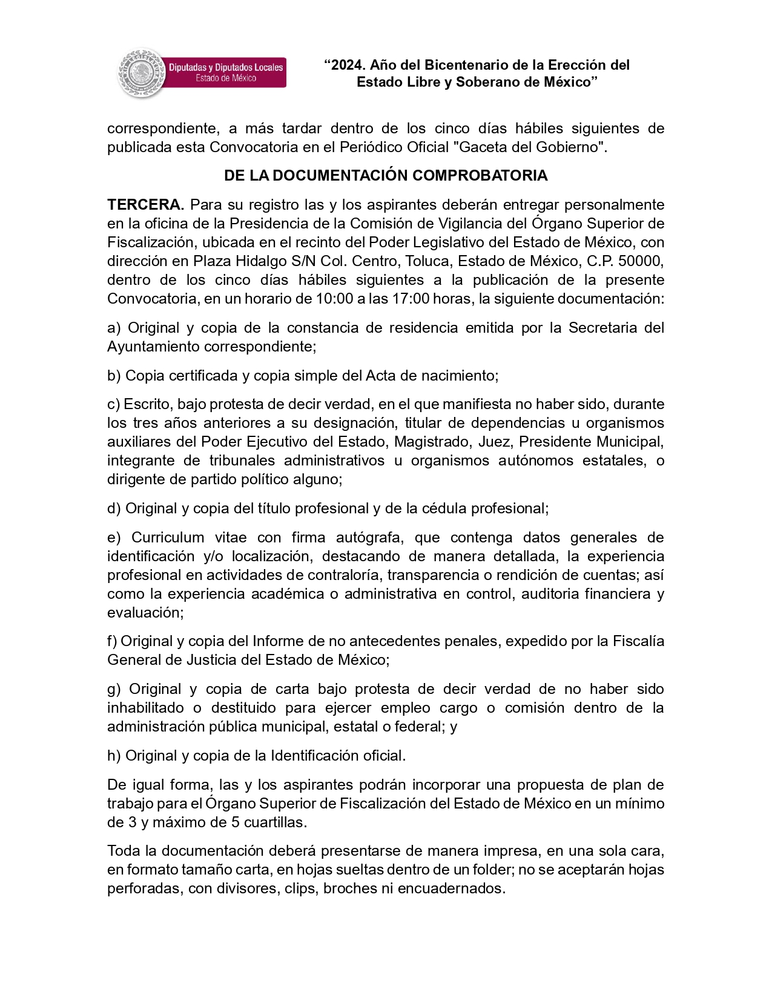 Diputadas y Diputados Locales
Estado de México
“2024. Año del Bicentenario de la Erección del
Estado Libre y Soberano de México”
correspondiente, a más tardar dentro de los cinco días hábiles siguientes de
publicada esta Convocatoria en el Periódico Oficial "Gaceta del Gobierno".
DE LA DOCUMENTACIÓN COMPROBATORIA
TERCERA. Para su registro las y los aspirantes deberán entregar personalmente
en la oficina de la Presidencia de la Comisión de Vigilancia del Órgano Superior de
Fiscalización, ubicada en el recinto del Poder Legislativo del Estado de México, con
dirección en Plaza Hidalgo S/N Col. Centro, Toluca, Estado de México, C.P. 50000,
dentro de los cinco días hábiles siguientes a la publicación de la presente
Convocatoria, en un horario de 10:00 a las 17:00 horas, la siguiente documentación:
a) Original y copia de la constancia de residencia emitida por la Secretaria del
Ayuntamiento correspondiente;
b) Copia certificada y copia simple del Acta de nacimiento;
c) Escrito, bajo protesta de decir verdad, en el que manifiesta no haber sido, durante
los tres años anteriores a su designación, titular de dependencias u organismos
auxiliares del Poder Ejecutivo del Estado, Magistrado, Juez, Presidente Municipal,
integrante de tribunales administrativos u organismos autónomos estatales, o
dirigente de partido político alguno;
d) Original y copia del título profesional y de la cédula profesional;
e) Curriculum vitae con firma autógrafa, que contenga datos generales de
identificación y/o localización, destacando de manera detallada, la experiencia
profesional en actividades de contraloría, transparencia o rendición de cuentas; así
como la experiencia académica o administrativa en control, auditoria financiera y
evaluación;
f) Original y copia del Informe de no antecedentes penales, expedido por la Fiscalía
General de Justicia del Estado de México;
g) Original y copia de carta bajo protesta de decir verdad de no haber sido
inhabilitado o destituido para ejercer empleo cargo o comisión dentro de la
administración pública municipal, estatal o federal; y
h) Original y copia de la Identificación oficial.
De igual forma, las y los aspirantes podrán incorporar una propuesta de plan de
trabajo para el Órgano Superior de Fiscalización del Estado de México en un mínimo
de 3 y máximo de 5 cuartillas.
Toda la documentación deberá presentarse de manera impresa, en una sola cara,
en formato tamaño carta, en hojas sueltas dentro de un folder; no se aceptarán hojas
perforadas, con divisores, clips, broches ni encuadernados.